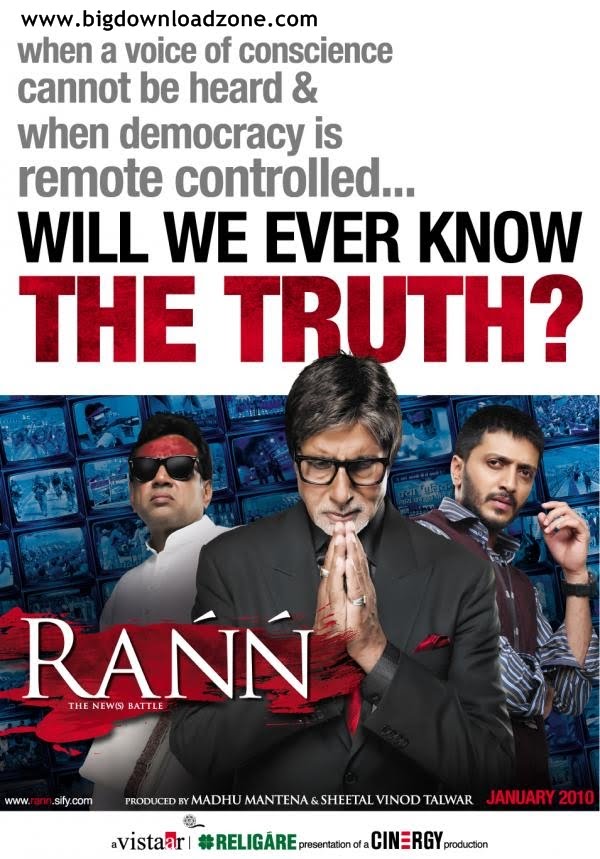 www.bigdownloadzone.com
when a voice of conscience
cannot be heard &
when democracy is
remote controlled...
WILL WE EVER KNOW
THE TRUTH?
RAŃŃ
THE NEW(S) BATTLE
www.rann.sify.com
PRODUCED BY MADHU MANTENA & SHEETAL VINOD TALWAR
JANUARY 2010
a vistaar | RELIGARE presentation of a CINERGY production